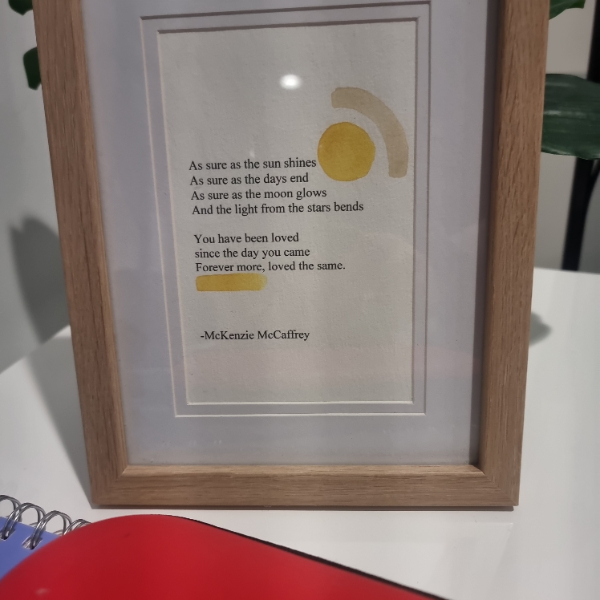 As sure as the sun shines
As sure as the days end
As sure as the moon glows
And the light from the stars bends
You have been loved
since the day you came
Forever more, loved the same.
-McKenzie McCaffrey